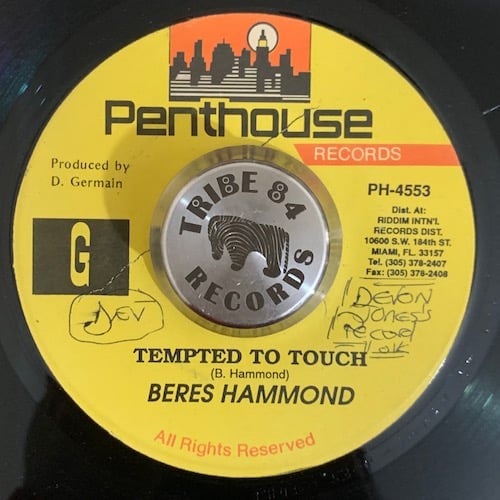 Penthouse
RECORDS
Produced by
D. Germain
PH-4553
Dist. At:
RIDDIM INT'L
RECORDS DIST.
10600 S.W. 184th ST.
MIAMI, FL. 33157
Tel. (305) 378-2407
Fax: (305) 378-2408
TRIBE 84
RECORDS
G
DEV
DEVON
JONES'S
RECORD
OK
TEMPTED TO TOUCH
(B. Hammond)
BERES HAMMOND
All Rights Reserved